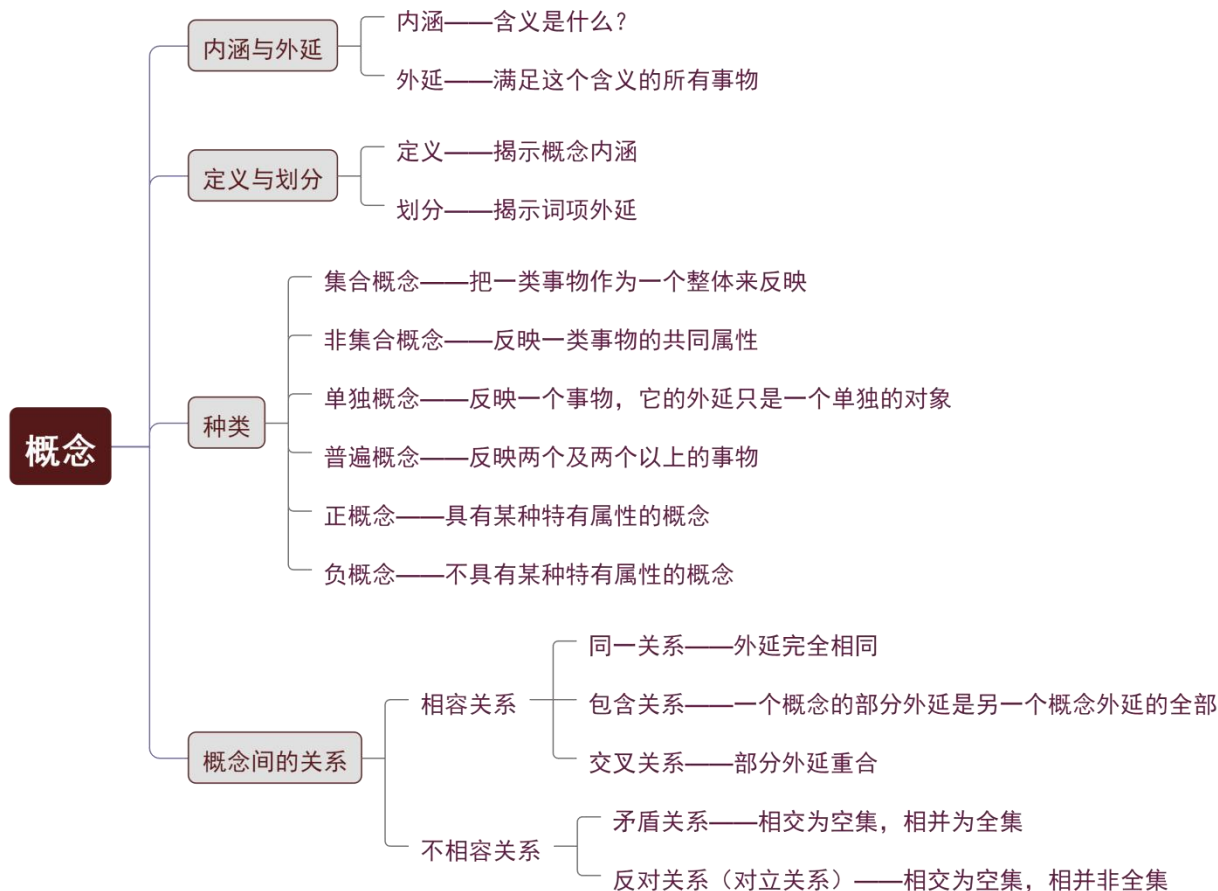 概念
内涵与外延
内涵——含义是什么？
外延——满足这个含义的所有事物
定义与划分
定义——揭示概念内涵
划分——揭示词项外延
种类
集合概念——把一类事物作为一个整体来反映
非集合概念——反映一类事物的共同属性
单独概念——反映一个事物，它的外延只是一个单独的对象
普遍概念——反映两个及两个以上的事物
正概念——具有某种特有属性的概念
负概念——不具有某种特有属性的概念
概念间的关系
相容关系
同一关系——外延完全相同
包含关系——一个概念的部分外延是另一个概念外延的全部
交叉关系——部分外延重合
不相容关系
矛盾关系——相交为空集，相并为全集
反对关系（对立关系）——相交为空集，相并非全集